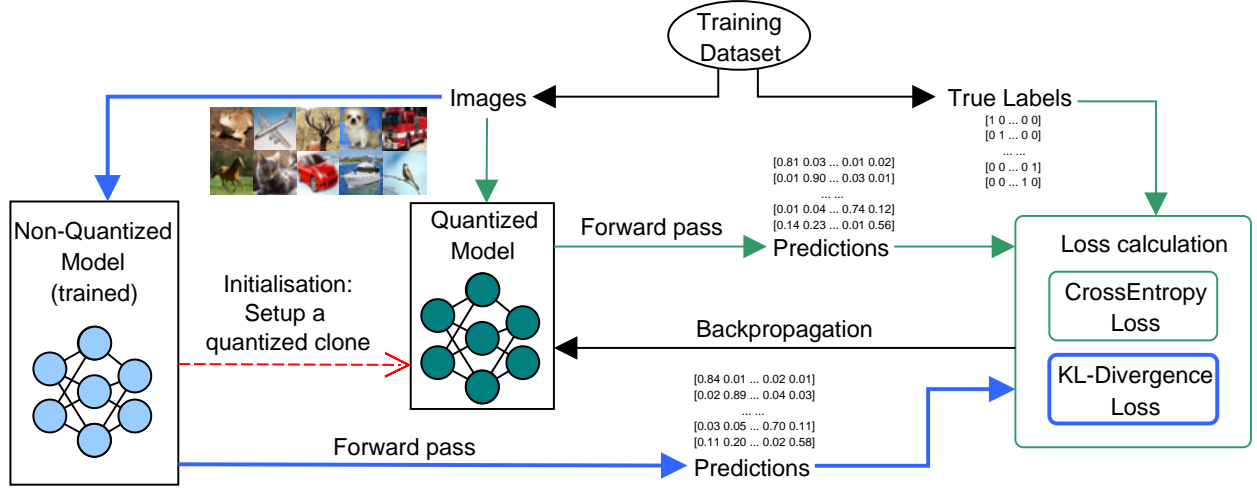 Training
Dataset
Images
True Labels
[1 0 ... 0 0]
[0 1 ... 0 0]
... ...
[0 0 ... 0 1]
[0 0 ... 1 0]
[0.81 0.03 ... 0.01 0.02]
[0.01 0.90 ... 0.03 0.01]
... ...
[0.01 0.04 ... 0.74 0.12]
[0.14 0.23 ... 0.01 0.56]
Non-Quantized
Model
(trained)
Quantized
Model
Forward pass
Predictions
Loss calculation
CrossEntropy
Loss
KL-Divergence
Loss
Initialisation:
Setup a
quantized clone
Backpropagation
[0.84 0.01 ... 0.02 0.01]
[0.02 0.89 ... 0.04 0.03]
... ...
[0.03 0.05 ... 0.70 0.11]
[0.11 0.20 ... 0.02 0.58]
Forward pass
Predictions